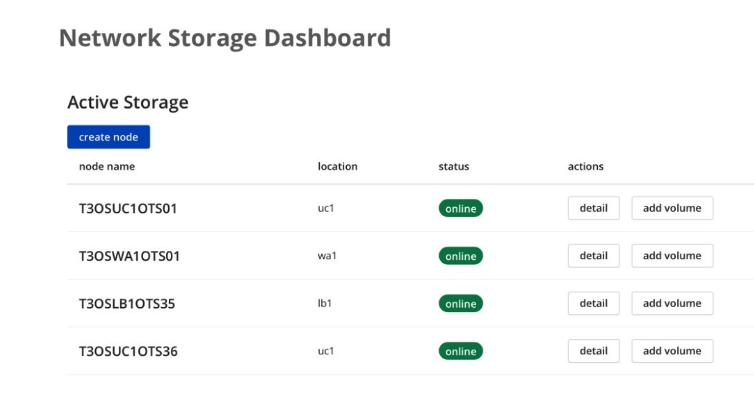 Network Storage Dashboard
Active Storage
create node
node name location status actions
T3OSUC1OTS01 uc1 online detail add volume
T3OSWA1OTS01 wa1 online detail add volume
T3OSLB1OTS35 lb1 online detail add volume
T3OSUC1OTS36 uc1 online detail add volume